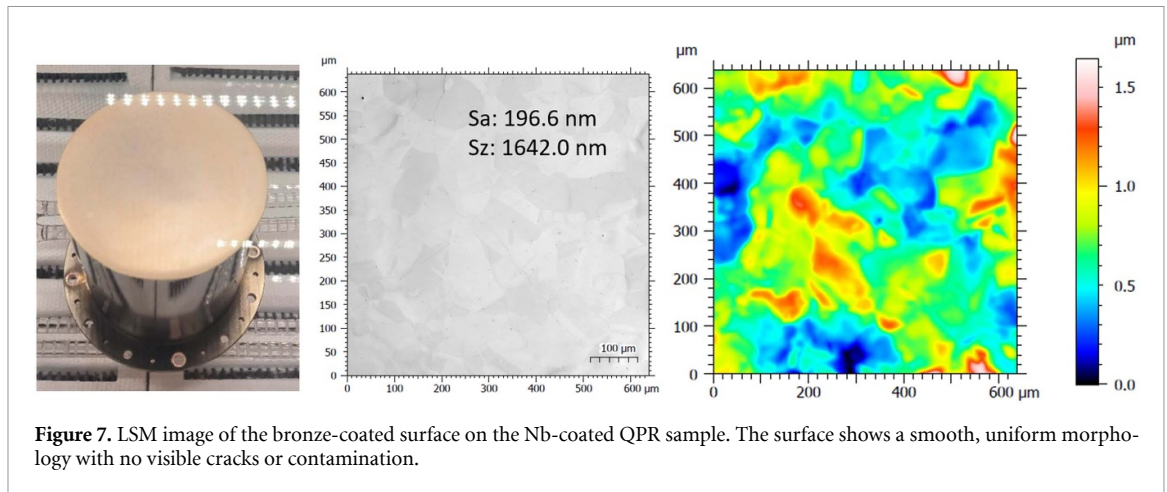 µm
600
550
500
450
400
350
300
250
200
150
100
50
0
0 100 200 300 400 500 600 µm
Sa: 196.6 nm
Sz: 1642.0 nm
100 µm
µm
600
500
400
300
200
100
0
0 200 400 600 µm
µm
1.5
1.0
0.5
0.0
Figure 7. LSM image of the bronze-coated surface on the Nb-coated QPR sample. The surface shows a smooth, uniform morpho-
logy with no visible cracks or contamination.